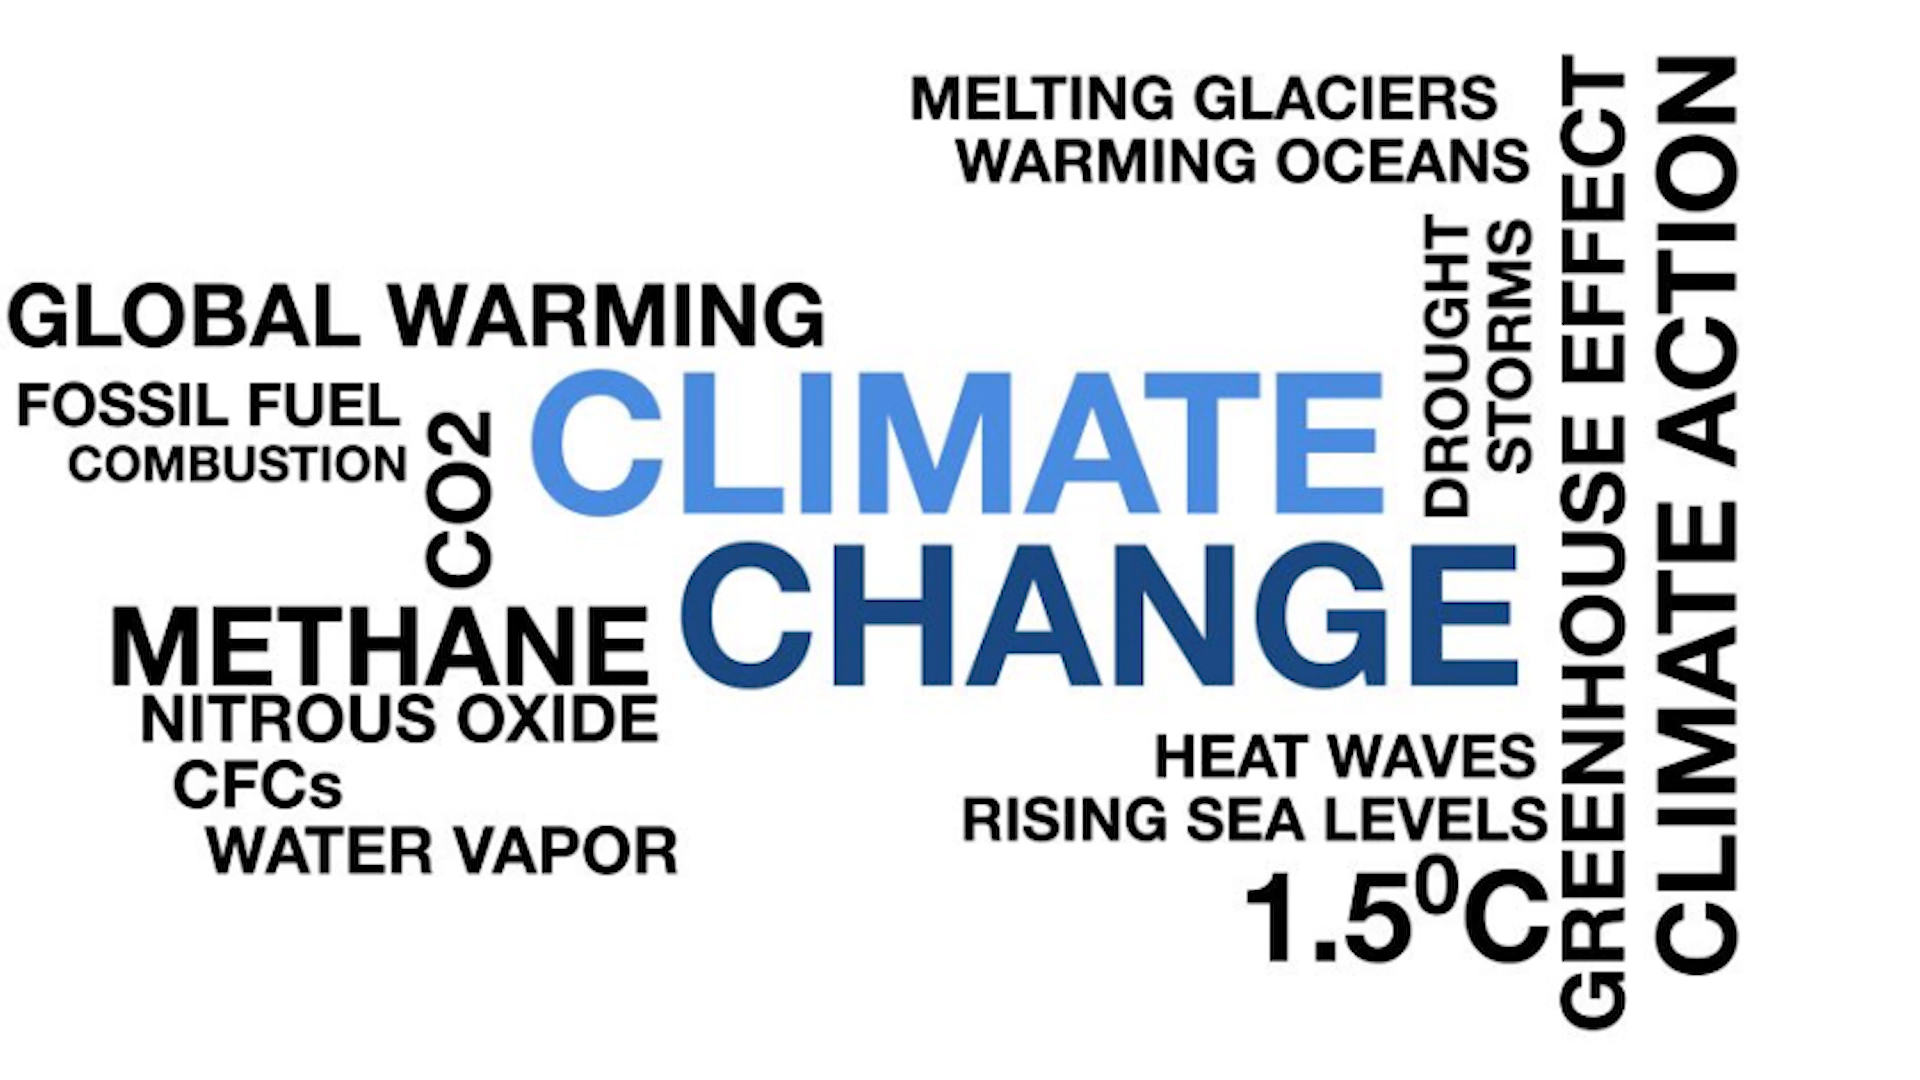 MELTING GLACIERS
WARMING OCEANS
GLOBAL WARMING
FOSSIL FUEL
COMBUSTION
CO2
CLIMATE
CHANGE
DROUGHT
STORMS
GREENHOUSE EFFECT
CLIMATE ACTION
METHANE
NITROUS OXIDE
CFCs
WATER VAPOR
HEAT WAVES
RISING SEA LEVELS
1.5⁰C